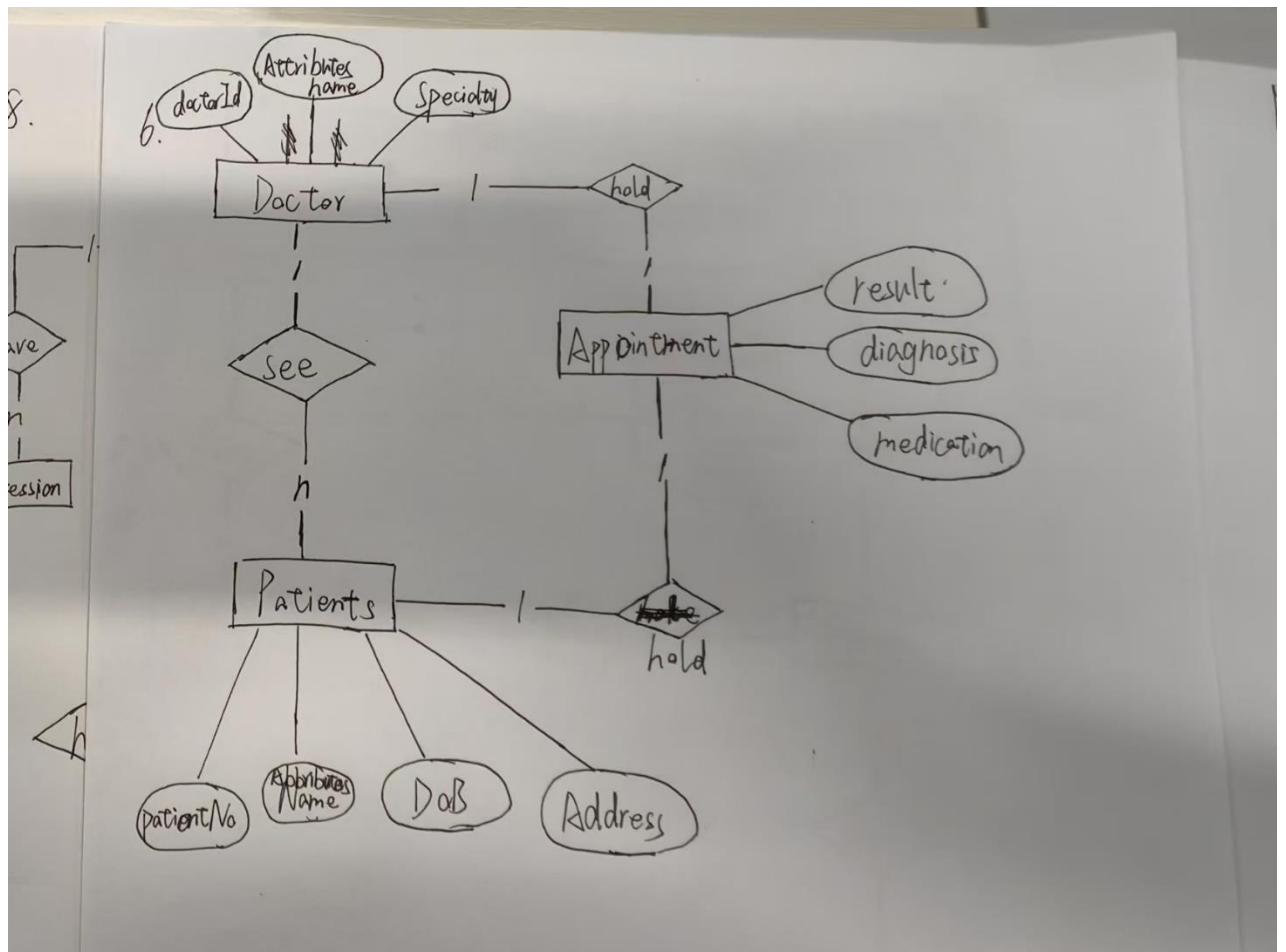 8.
6.
doctorId
Attributes
name
Specialty
Doctor
1
hold
1
1
see
n
Appointment
result
diagnosis
medication
1
Patients
1
hold
patientNo
Name
DoB
Address
ave
n
ession
h